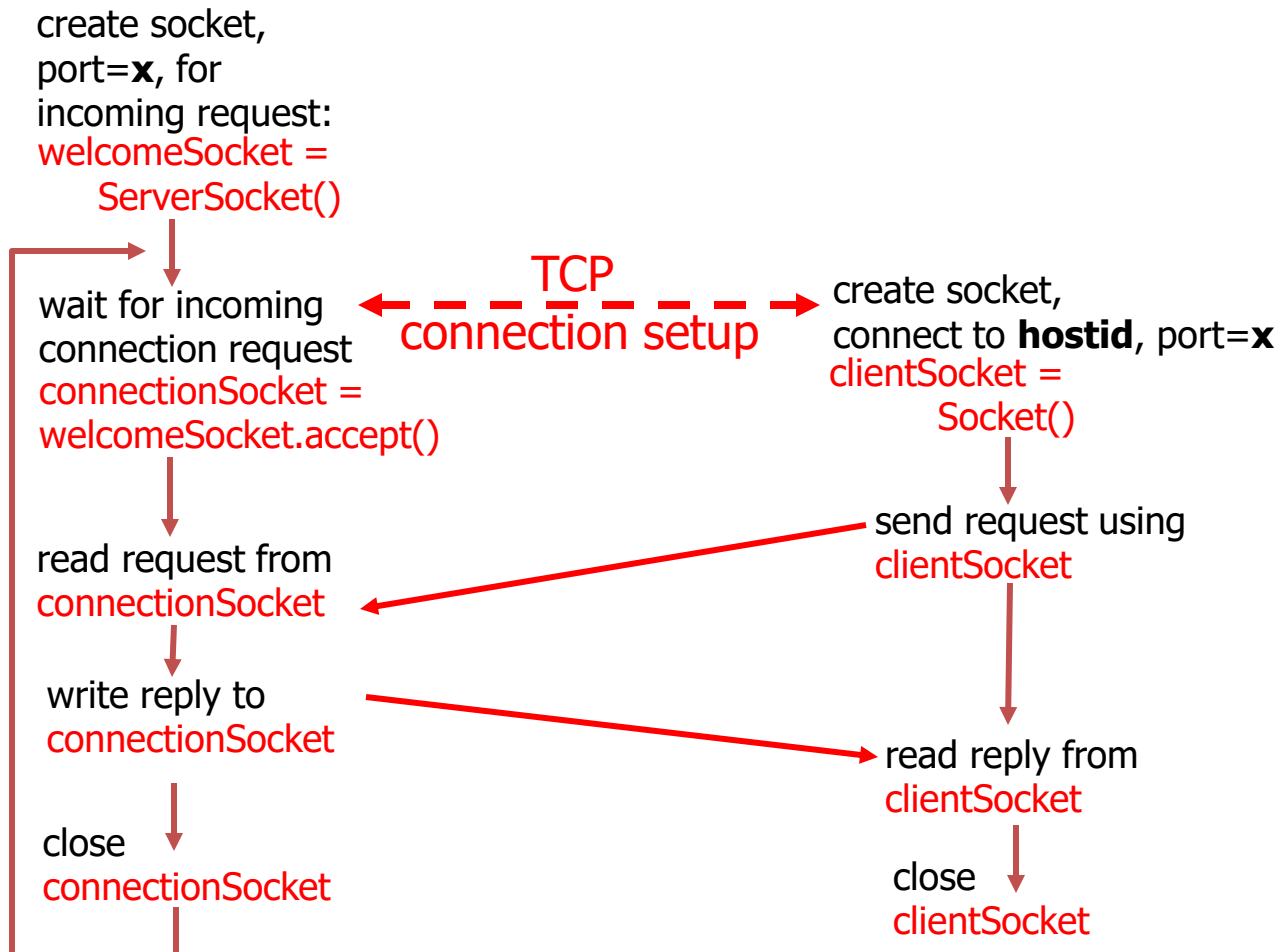 create socket,
port=x, for
incoming request:
welcomeSocket =
ServerSocket()
wait for incoming
connection request
connectionSocket =
welcomeSocket.accept()
read request from
connectionSocket
write reply to
connectionSocket
close
connectionSocket
TCP
connection setup
create socket,
connect to hostid, port=x
clientSocket =
Socket()
send request using
clientSocket
read reply from
clientSocket
close
clientSocket